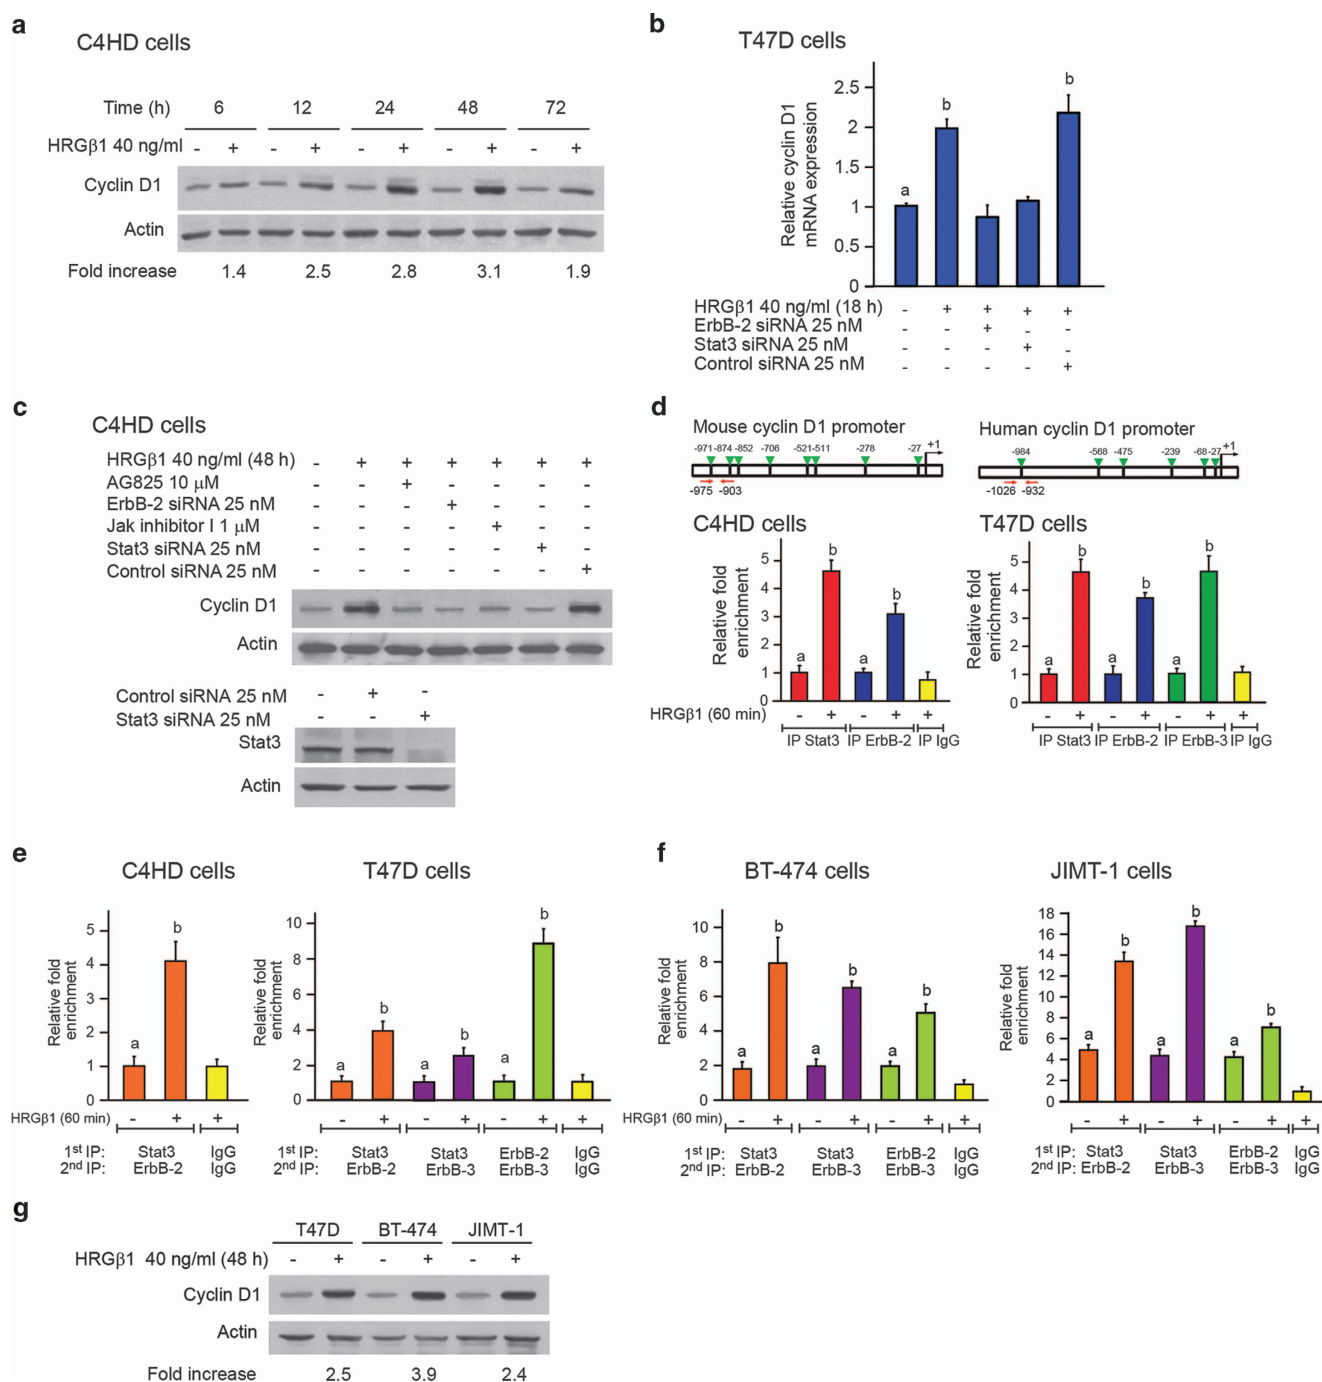 a
C4HD cells
Time (h) 6 12 24 48 72
HRGβ1 40 ng/ml - + - + - + - + - +
Cyclin D1
Actin
Fold increase 1.4 2.5 2.8 3.1 1.9
b
T47D cells
Relative cyclin D1
mRNA expression
2.5
2
1.5
1
0.5
0
a b b
HRGβ1 40 ng/ml (18 h) - + + + +
ErbB-2 siRNA 25 nM - - + - -
Stat3 siRNA 25 nM - - - + -
Control siRNA 25 nM - - - - +
c
C4HD cells
HRGβ1 40 ng/ml (48 h) - + + + + + +
AG825 10 μM - - + - - - -
ErbB-2 siRNA 25 nM - - - + - - -
Jak inhibitor I 1 μM - - - - + - -
Stat3 siRNA 25 nM - - - - - + -
Control siRNA 25 nM - - - - - - +
Cyclin D1
Actin
Control siRNA 25 nM - + -
Stat3 siRNA 25 nM - - +
Stat3
Actin
d
Mouse cyclin D1 promoter
-971 -874 -852 -706 -521 -511 -278 -27 +1
-975 -903
Human cyclin D1 promoter
-984 -568 -475 -239 -68 -27 +1
-1026 -932
C4HD cells
Relative fold
enrichment
5
4
3
2
1
0
a b a b
HRGβ1 (60 min) - + - + +
IP Stat3 IP ErbB-2 IP IgG
T47D cells
Relative fold
enrichment
5
4
3
2
1
0
a b a b a b
- + - + - + +
IP Stat3 IP ErbB-2 IP ErbB-3 IP IgG
e
C4HD cells
Relative fold
enrichment
5
4
3
2
1
0
a b
HRGβ1 (60 min) - + +
1st IP: Stat3 IgG
2nd IP: ErbB-2 IgG
T47D cells
Relative fold
enrichment
10
8
6
4
2
0
a b a b a b
- + - + - + +
1st IP: Stat3 Stat3 ErbB-2 IgG
2nd IP: ErbB-2 ErbB-3 ErbB-3 IgG
f
BT-474 cells
Relative fold
enrichment
10
8
6
4
2
0
a b a b a b
HRGβ1 (60 min) - + - + - + +
1st IP: Stat3 Stat3 ErbB-2 IgG
2nd IP: ErbB-2 ErbB-3 ErbB-3 IgG
JIMT-1 cells
Relative fold
enrichment
18
16
14
12
10
8
6
4
2
0
a b a b a b
- + - + - + +
1st IP: Stat3 Stat3 ErbB-2 IgG
2nd IP: ErbB-2 ErbB-3 ErbB-3 IgG
g
T47D BT-474 JIMT-1
HRGβ1 40 ng/ml (48 h) - + - + - +
Cyclin D1
Actin
Fold increase 2.5 3.9 2.4